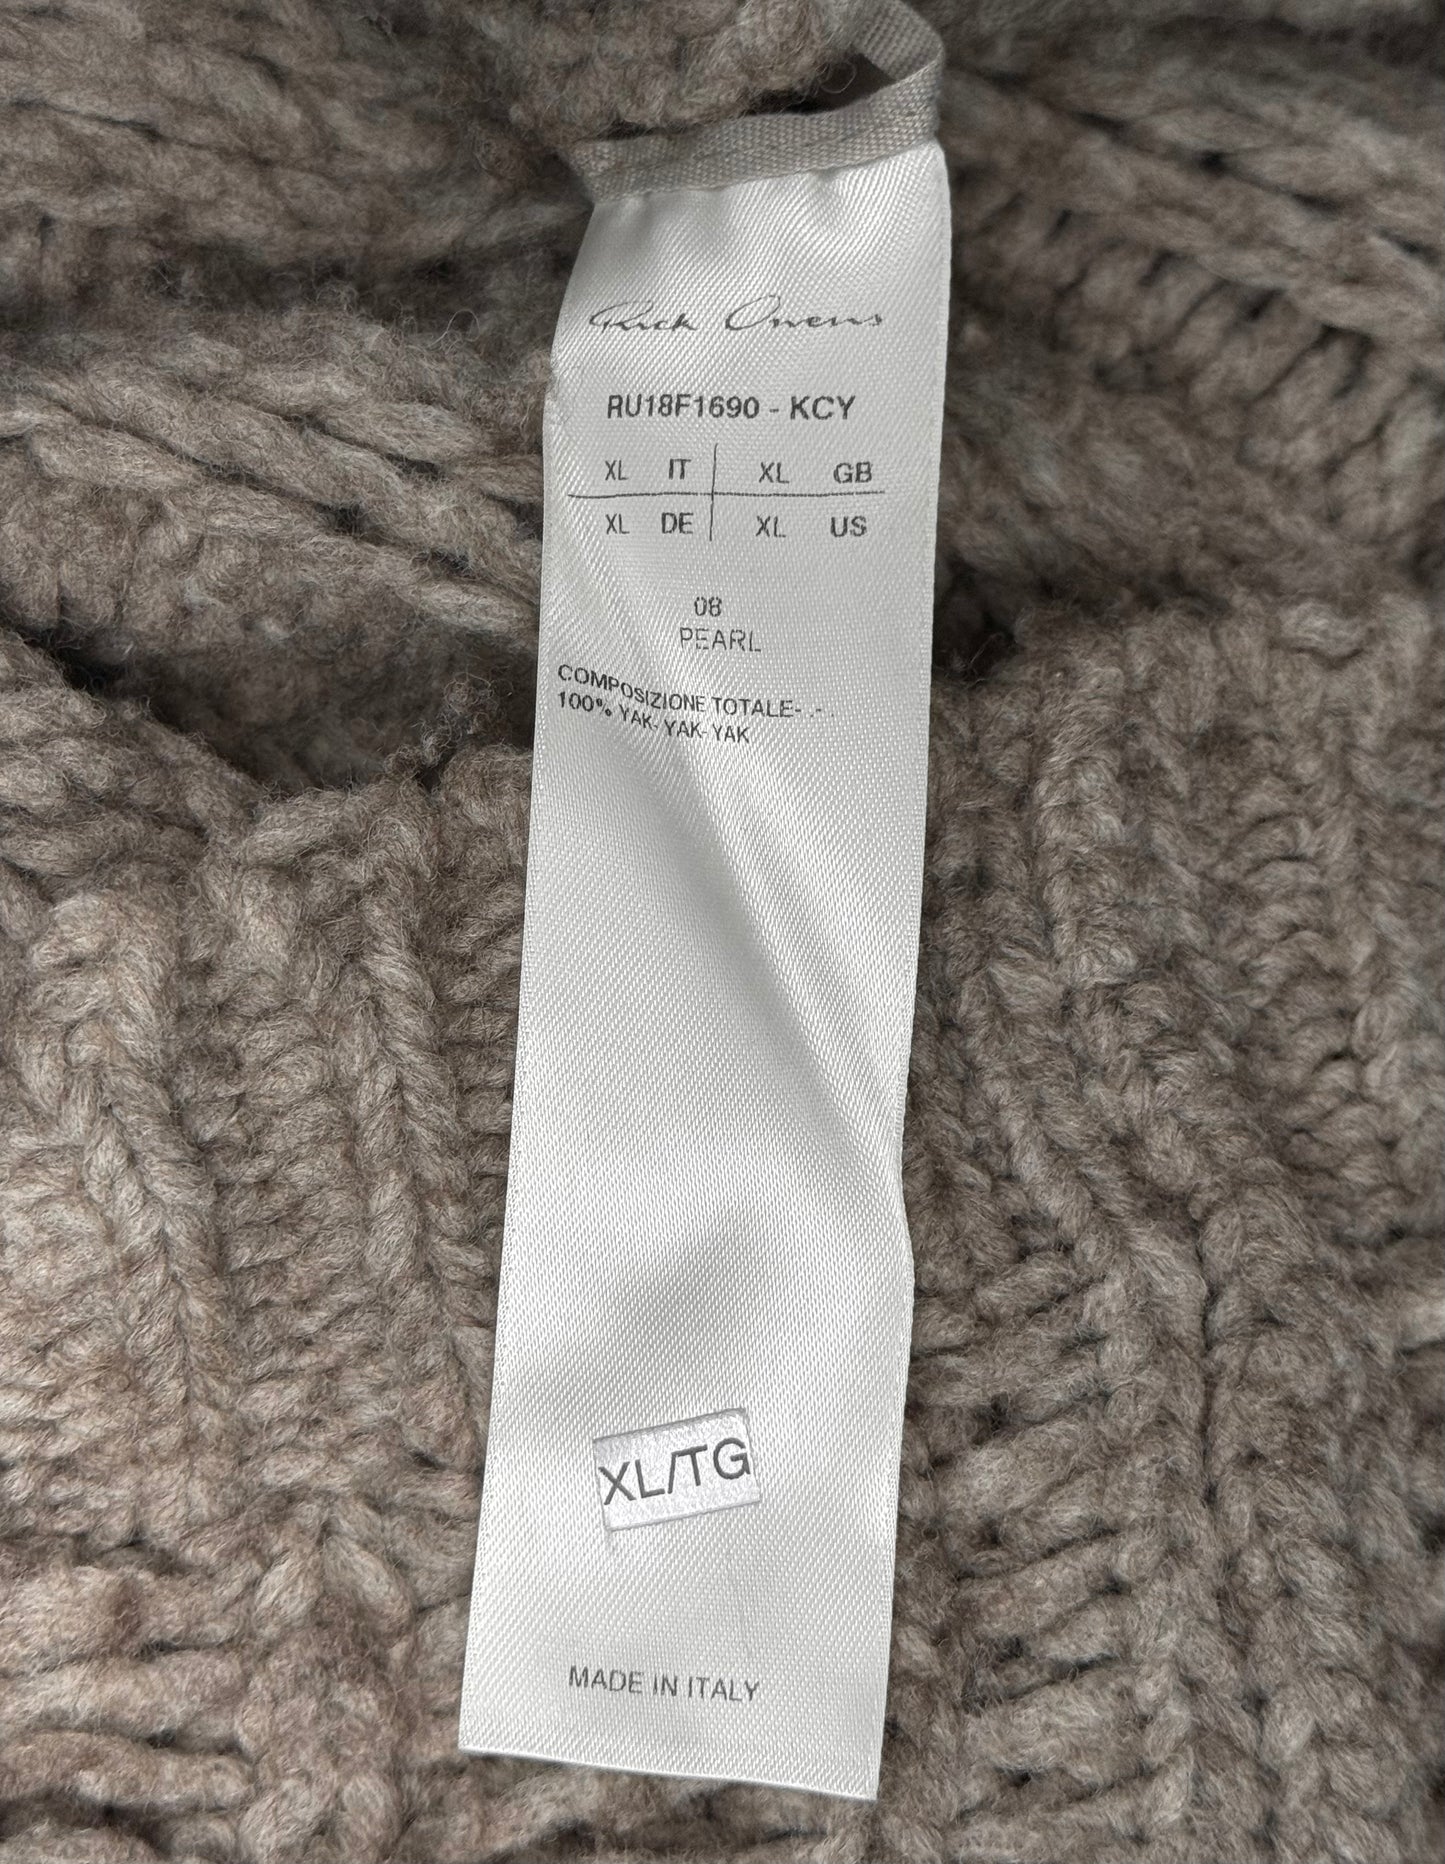 Rick Owens
RU18F1690 - KCY
XL IT XL GB
XL DE XL US
08
PEARL
COMPOSIZIONE TOTALE- .- .
100% YAK- YAK- YAK
XL/TG
MADE IN ITALY